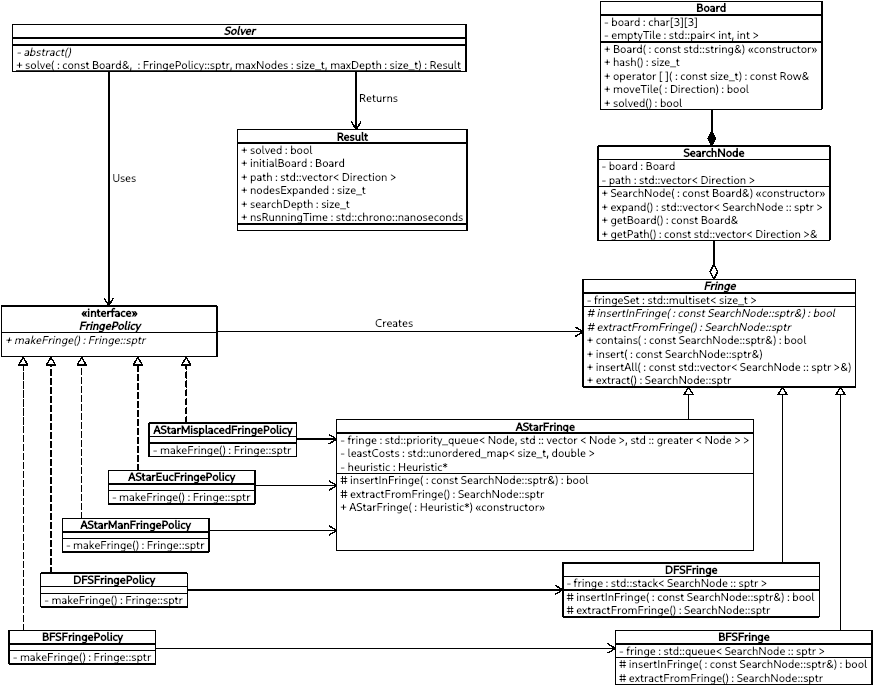 Solver
- abstract()
+ solve( : const Board&, : FringePolicy::sptr, maxNodes : size_t, maxDepth : size_t) : Result
Board
- board : char[3][3]
- emptyTile : std::pair< int, int >
+ Board( : const std::string&) «constructor»
+ hash() : size_t
+ operator [ ]( : const size_t) : const Row&
+ moveTile( : Direction) : bool
+ solved() : bool
Returns
Uses
Result
+ solved : bool
+ initialBoard : Board
+ path : std::vector< Direction >
+ nodesExpanded : size_t
+ searchDepth : size_t
+ nsRunningTime : std::chrono::nanoseconds
SearchNode
- board : Board
- path : std::vector< Direction >
+ SearchNode( : const Board&) «constructor»
+ expand() : std::vector< SearchNode :: sptr >
+ getBoard() : const Board&
+ getPath() : const std::vector< Direction >&
«interface»
FringePolicy
+ makeFringe() : Fringe::sptr
Creates
Fringe
- fringeSet : std::multiset< size_t >
# insertInFringe( : const SearchNode::sptr&) : bool
# extractFromFringe() : SearchNode::sptr
+ contains( : const SearchNode::sptr&) : bool
+ insert( : const SearchNode::sptr&)
+ insertAll( : const std::vector< SearchNode :: sptr >&)
+ extract() : SearchNode::sptr
AStarMisplacedFringePolicy
- makeFringe() : Fringe::sptr
AStarEucFringePolicy
- makeFringe() : Fringe::sptr
AStarManFringePolicy
- makeFringe() : Fringe::sptr
AStarFringe
- fringe : std::priority_queue< Node, std :: vector < Node >, std :: greater < Node > >
- leastCosts : std::unordered_map< size_t, double >
- heuristic : Heuristic*
# insertInFringe( : const SearchNode::sptr&) : bool
# extractFromFringe() : SearchNode::sptr
+ AStarFringe( : Heuristic*) «constructor»
DFSFringePolicy
- makeFringe() : Fringe::sptr
DFSFringe
- fringe : std::stack< SearchNode :: sptr >
# insertInFringe( : const SearchNode::sptr&) : bool
# extractFromFringe() : SearchNode::sptr
BFSFringePolicy
- makeFringe() : Fringe::sptr
BFSFringe
- fringe : std::queue< SearchNode :: sptr >
# insertInFringe( : const SearchNode::sptr&) : bool
# extractFromFringe() : SearchNode::sptr